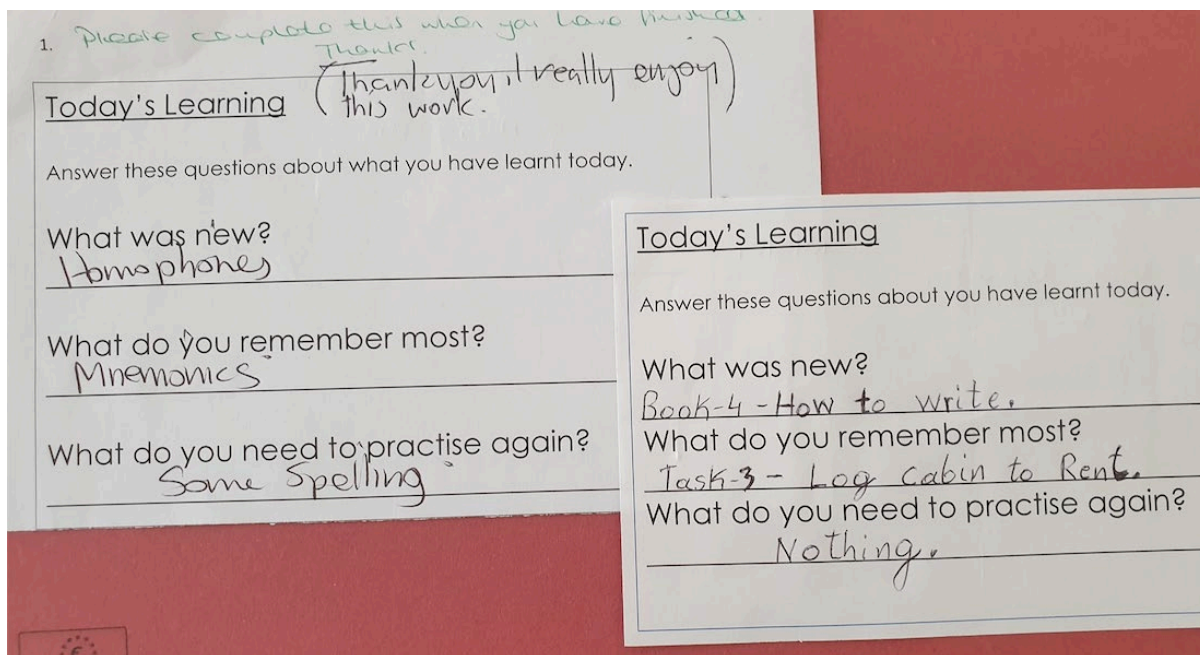 1. Please complete this when you have finished.
Thanks.
(Thankyou, I really enjoy
this work.)
Today's Learning
Answer these questions about what you have learnt today.
What was new?
Homophones
What do you remember most?
Mnemonics
What do you need to practise again?
Some Spelling
Today's Learning
Answer these questions about you have learnt today.
What was new?
Book-4 - How to write.
What do you remember most?
Task-3 - Log Cabin to Rent.
What do you need to practise again?
Nothing.